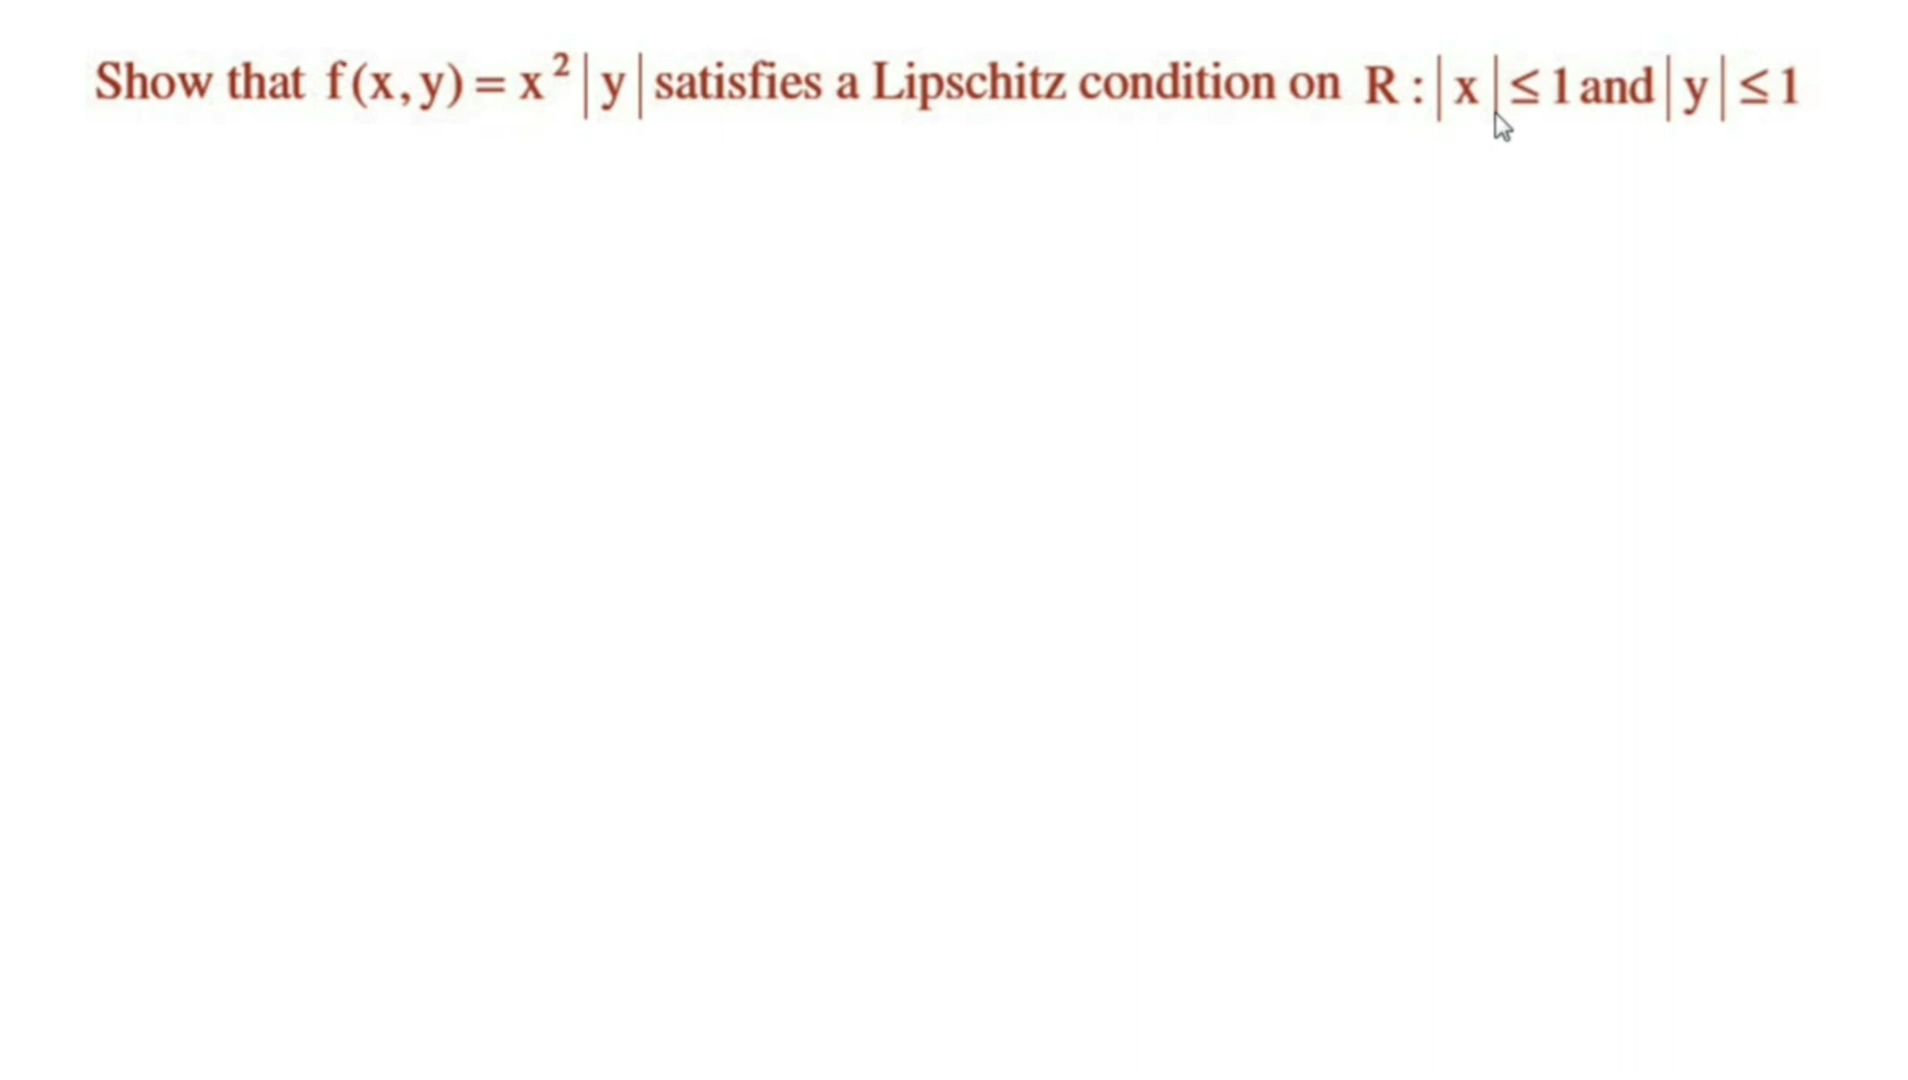 Show that f(x,y) = x² |y| satisfies a Lipschitz condition on R : |x| ≤ 1 and |y| ≤ 1